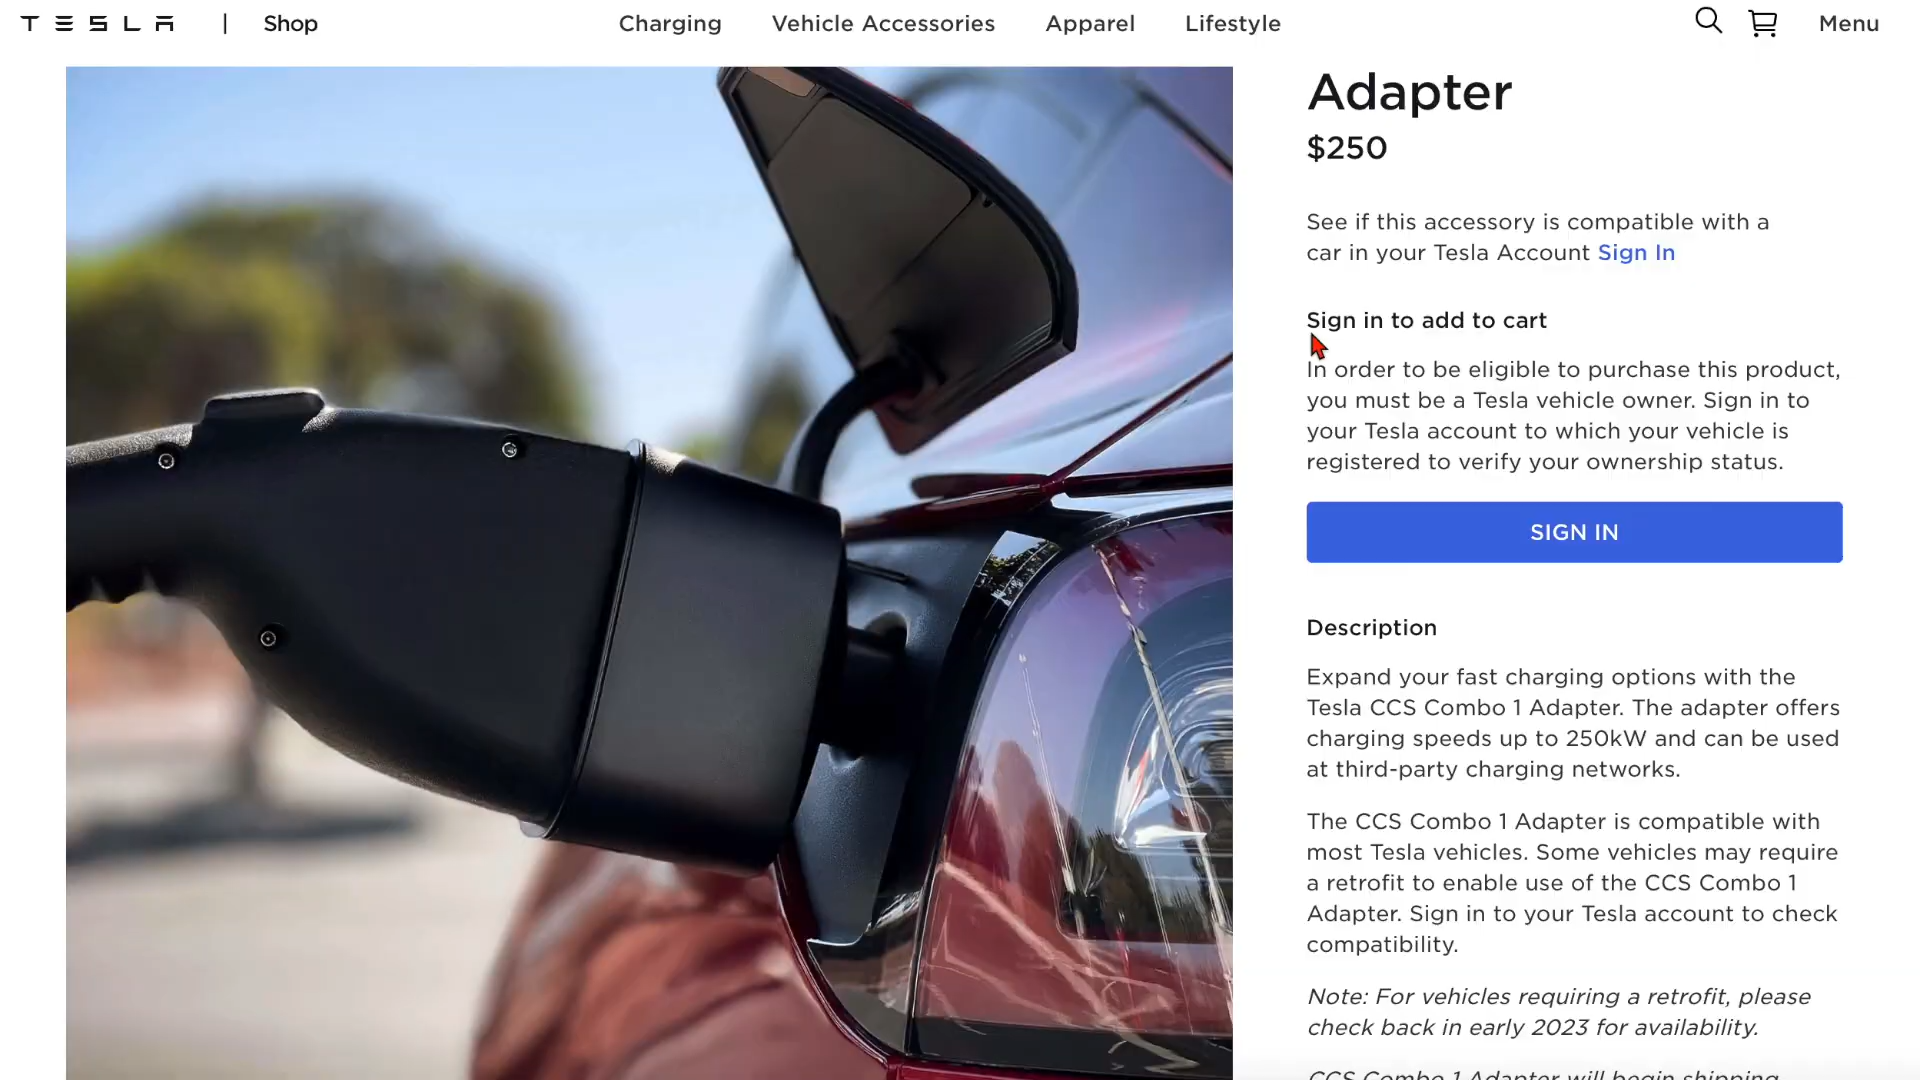 TESLA | Shop
Charging
Vehicle Accessories
Apparel
Lifestyle
Menu
Adapter
$250
See if this accessory is compatible with a
car in your Tesla Account Sign In
Sign in to add to cart
In order to be eligible to purchase this product,
you must be a Tesla vehicle owner. Sign in to
your Tesla account to which your vehicle is
registered to verify your ownership status.
SIGN IN
Description
Expand your fast charging options with the
Tesla CCS Combo 1 Adapter. The adapter offers
charging speeds up to 250kW and can be used
at third-party charging networks.
The CCS Combo 1 Adapter is compatible with
most Tesla vehicles. Some vehicles may require
a retrofit to enable use of the CCS Combo 1
Adapter. Sign in to your Tesla account to check
compatibility.
Note: For vehicles requiring a retrofit, please
check back in early 2023 for availability.
CCS Combo 1 Adapter will begin shipping